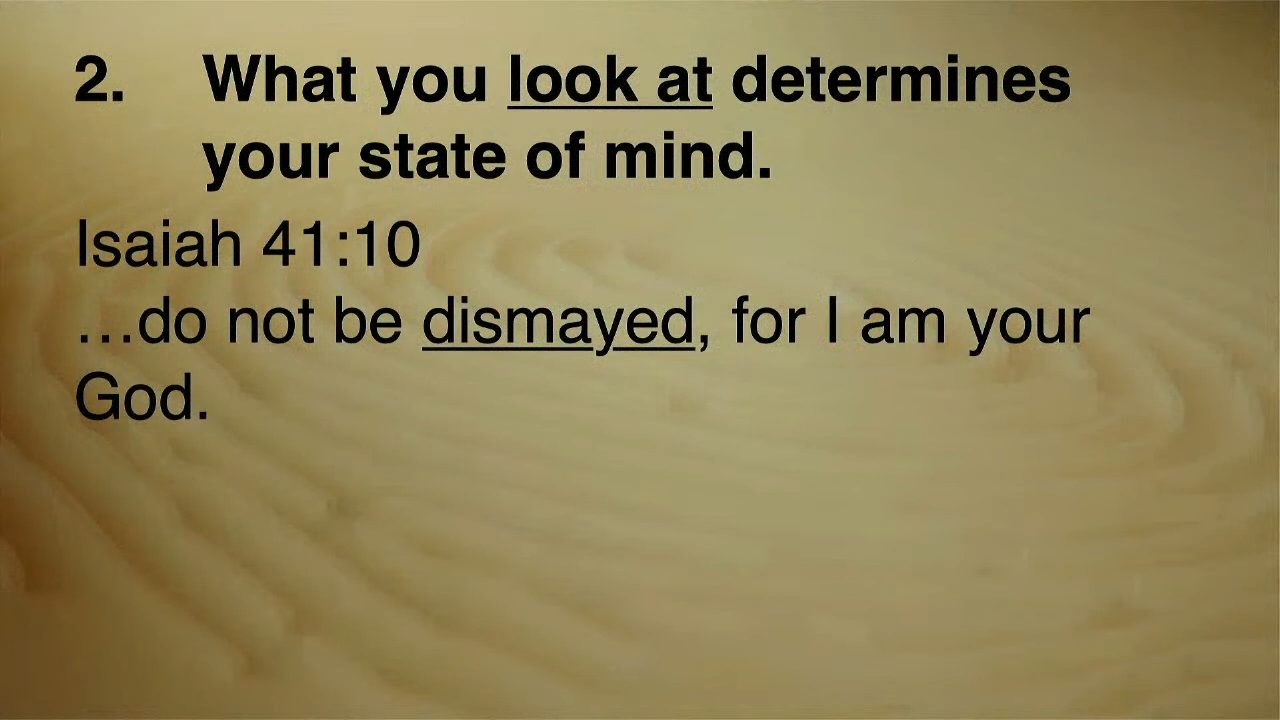 2. What you look at determines
your state of mind.
Isaiah 41:10
…do not be dismayed, for I am your
God.